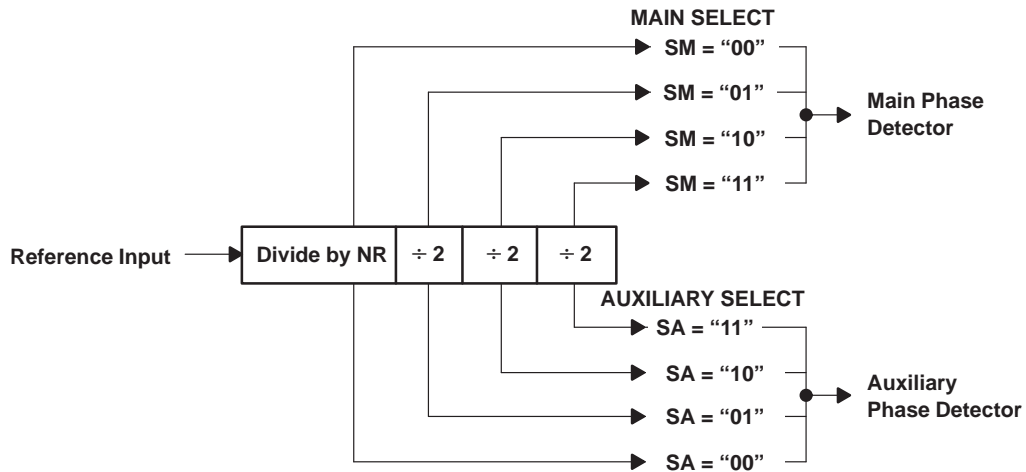 MAIN SELECT
SM = “00”
SM = “01”
SM = “10”
SM = “11”
Main Phase
Detector
Reference Input
Divide by NR
÷ 2
÷ 2
÷ 2
AUXILIARY SELECT
SA = “11”
SA = “10”
SA = “01”
SA = “00”
Auxiliary
Phase Detector